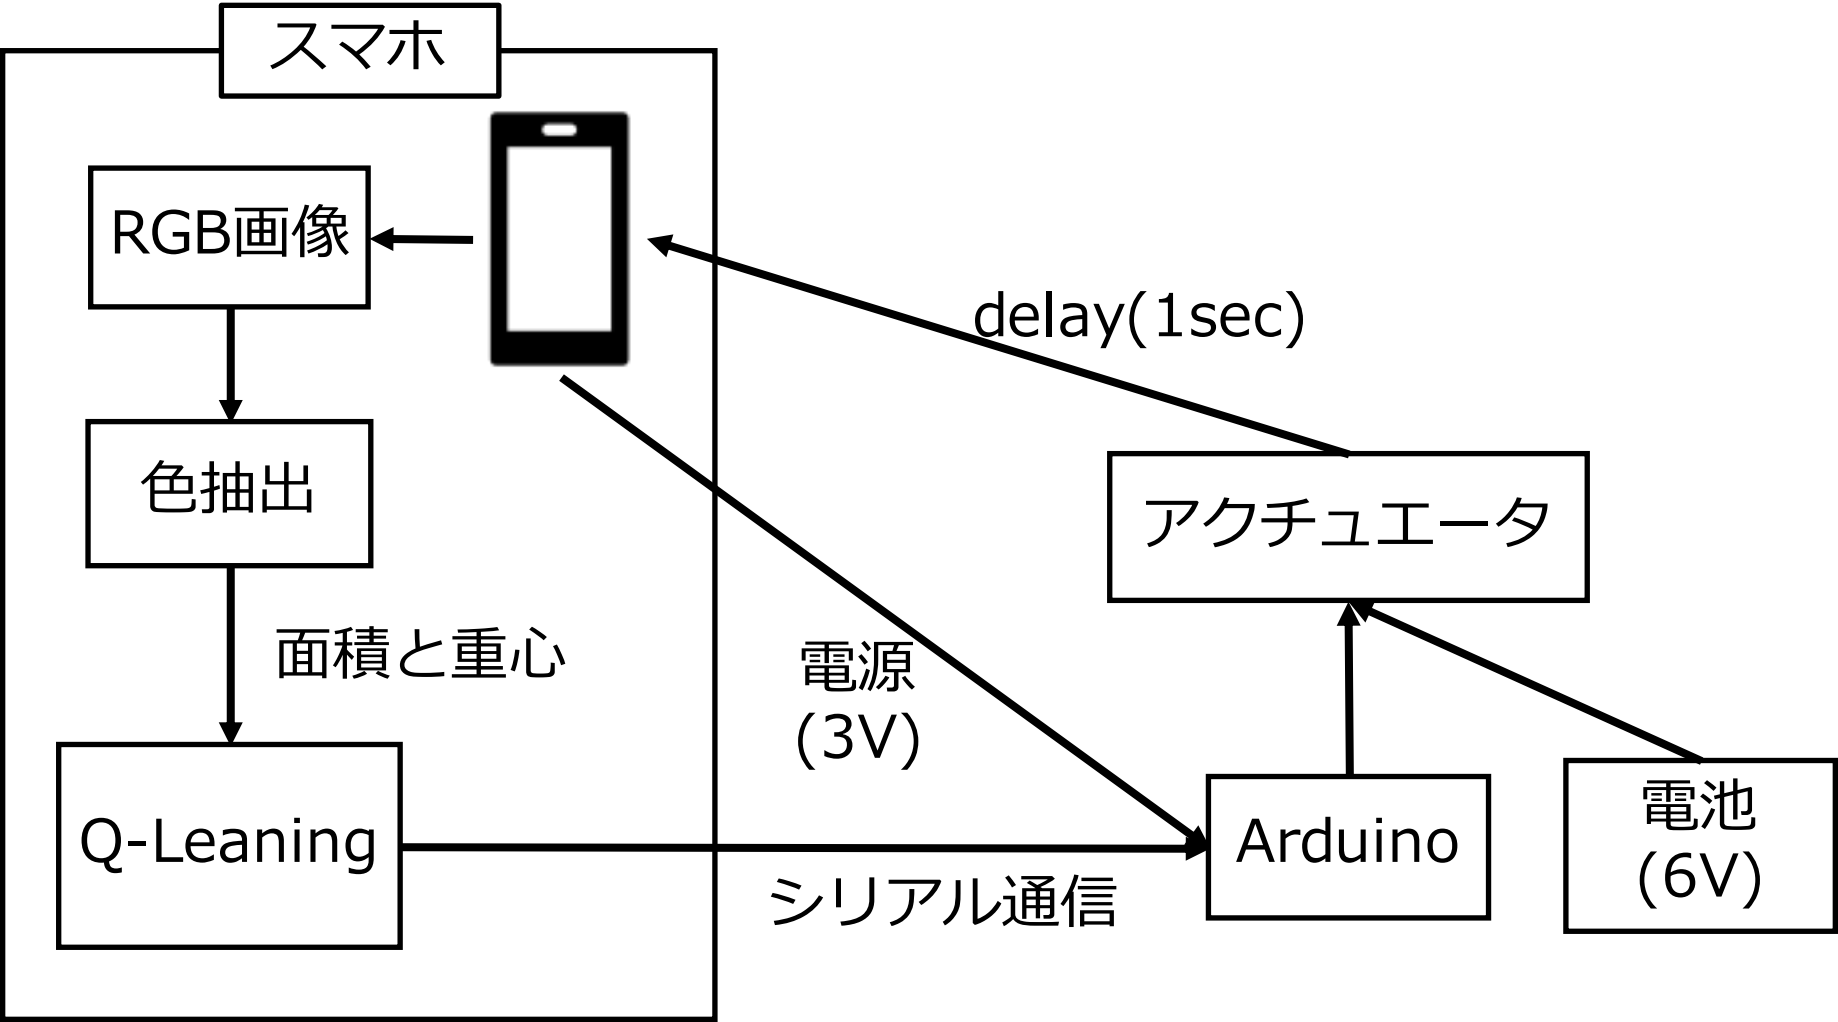 スマホ
RGB画像
delay(1sec)
色抽出
アクチュエータ
面積と重心
電源
(3V)
Q-Leaning
シリアル通信
Arduino
電池
(6V)